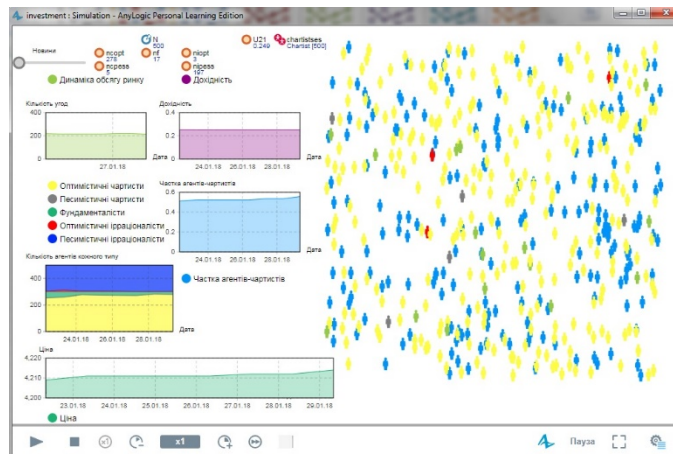 investment : Simulation - AnyLogic Personal Learning Edition
Новини
N
500
U21
0.249
chartistses
Chartist [500]
ncopt
278
nf
17
niopt
3
ncpess
5
nipess
197
Динаміка обсягу ринку
Дохідність
Кількість угод
400
200
0
27.01.18
Дата
Дохідність
0.6
0.4
0.2
0
24.01.18 26.01.18 28.01.18
Дата
Оптимістичні чартисти
Песимістичні чартисти
Фундаменталісти
Оптимістичні ірраціоналісти
Песимістичні ірраціоналісти
Частка агентів-чартистів
0.6
0.4
0.2
0
24.01.18 26.01.18 28.01.18
Дата
Кількість агентів кожного типу
400
200
0
24.01.18 26.01.18 28.01.18
Дата
Частка агентів-чартистів
Ціна
4,220
4,210
4,200
23.01.18 24.01.18 25.01.18 26.01.18 27.01.18 28.01.18 29.01.18
Ціна
x1
x1
Пауза